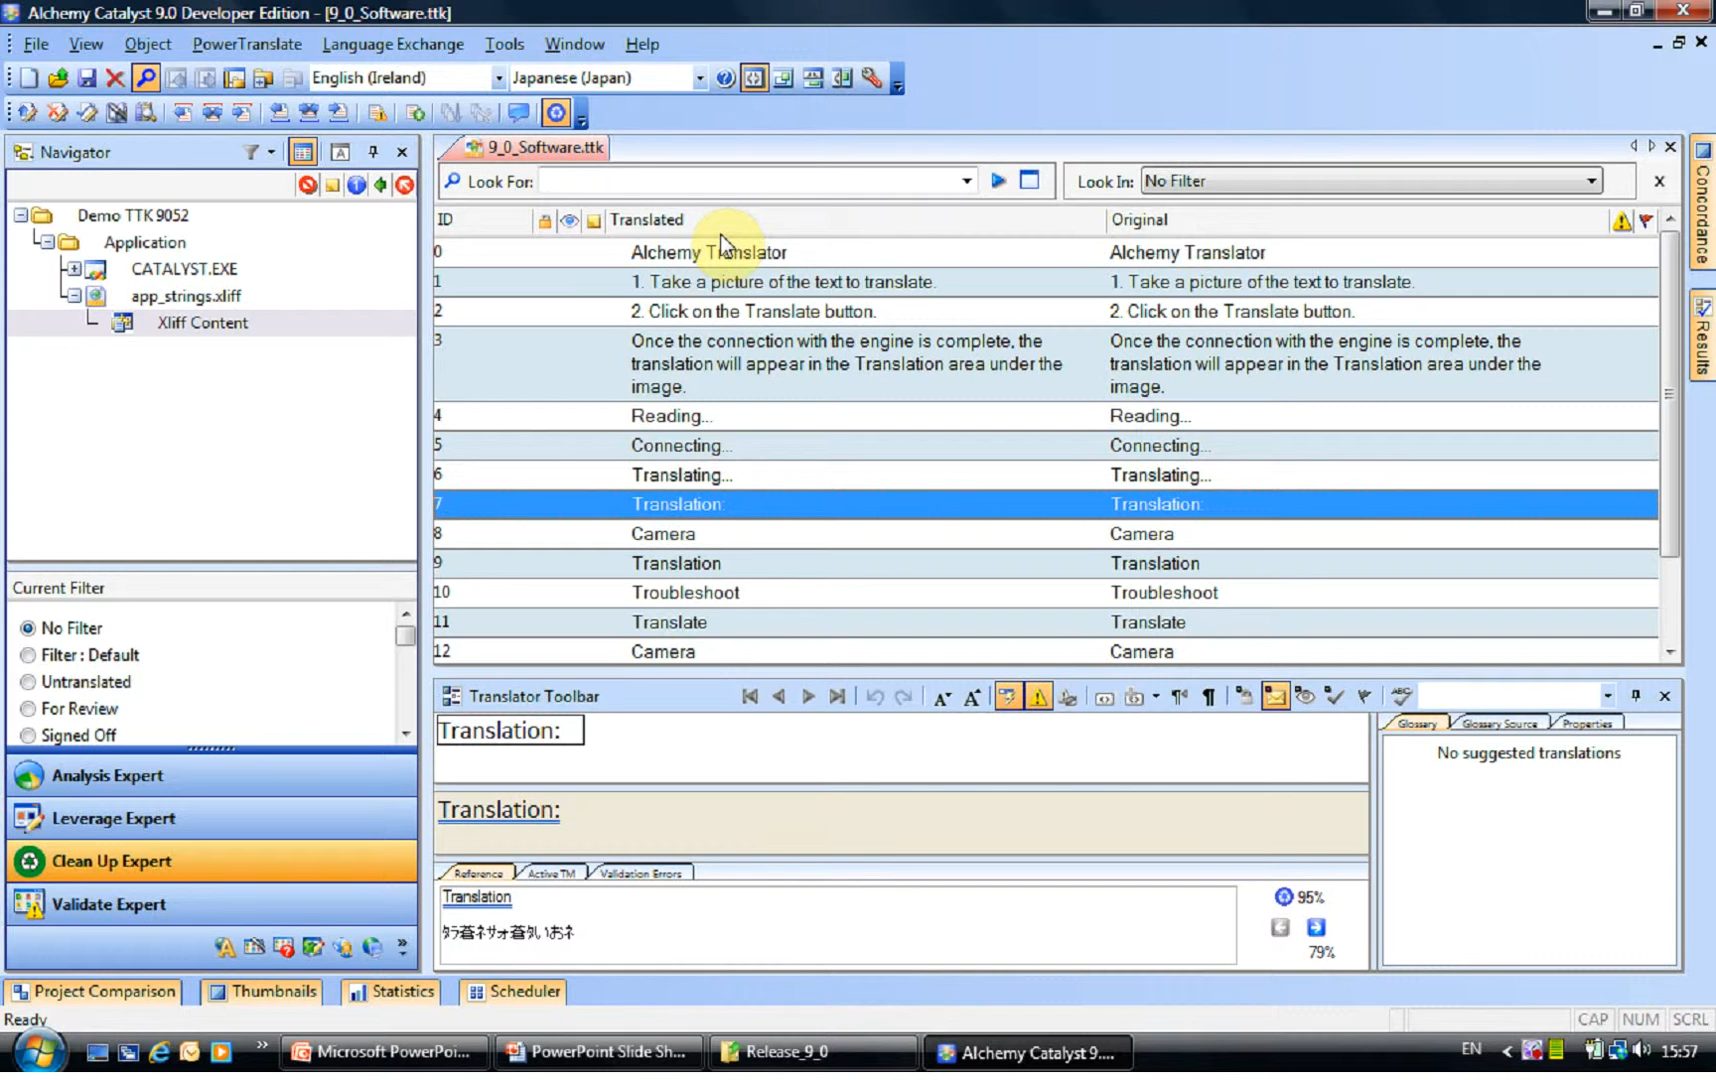 Alchemy Catalyst 9.0 Developer Edition - [9_0_Software.ttk]
File View Object PowerTranslate Language Exchange Tools Window Help
English (Ireland) Japanese (Japan)
Navigator
9_0_Software.ttk
Look For: Look In: No Filter
ID Translated Original
Demo TTK 9052
Application
CATALYST.EXE
app_strings.xliff
Xliff Content
0 Alchemy Translator Alchemy Translator
1 1. Take a picture of the text to translate. 1. Take a picture of the text to translate.
2 2. Click on the Translate button. 2. Click on the Translate button.
3 Once the connection with the engine is complete, the Once the connection with the engine is complete, the
translation will appear in the Translation area under the translation will appear in the Translation area under the
image. image.
4 Reading... Reading...
5 Connecting... Connecting...
6 Translating... Translating...
7 Translation: Translation:
8 Camera Camera
9 Translation Translation
10 Troubleshoot Troubleshoot
11 Translate Translate
12 Camera Camera
Current Filter
No Filter
Filter : Default
Untranslated
For Review
Signed Off
Analysis Expert
Leverage Expert
Clean Up Expert
Validate Expert
Translator Toolbar
Translation:
Translation:
Glossary Glossary Source Properties
No suggested translations
Reference Active TM Validation Errors
Translation
95%
79%
Concordance
Results
Project Comparison Thumbnails Statistics Scheduler
Ready
CAP NUM SCRL
Microsoft PowerPoi... PowerPoint Slide Sh... Release_9_0 Alchemy Catalyst 9.... EN 15:57